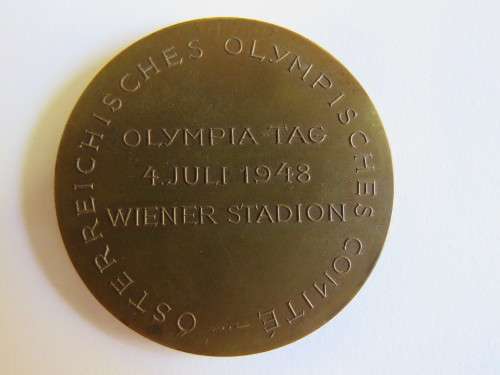 ÖSTERREICHISCHES OLYMPISCHES COMITÉ
OLYMPIA TAG
4. JULI 1948
WIENER STADION